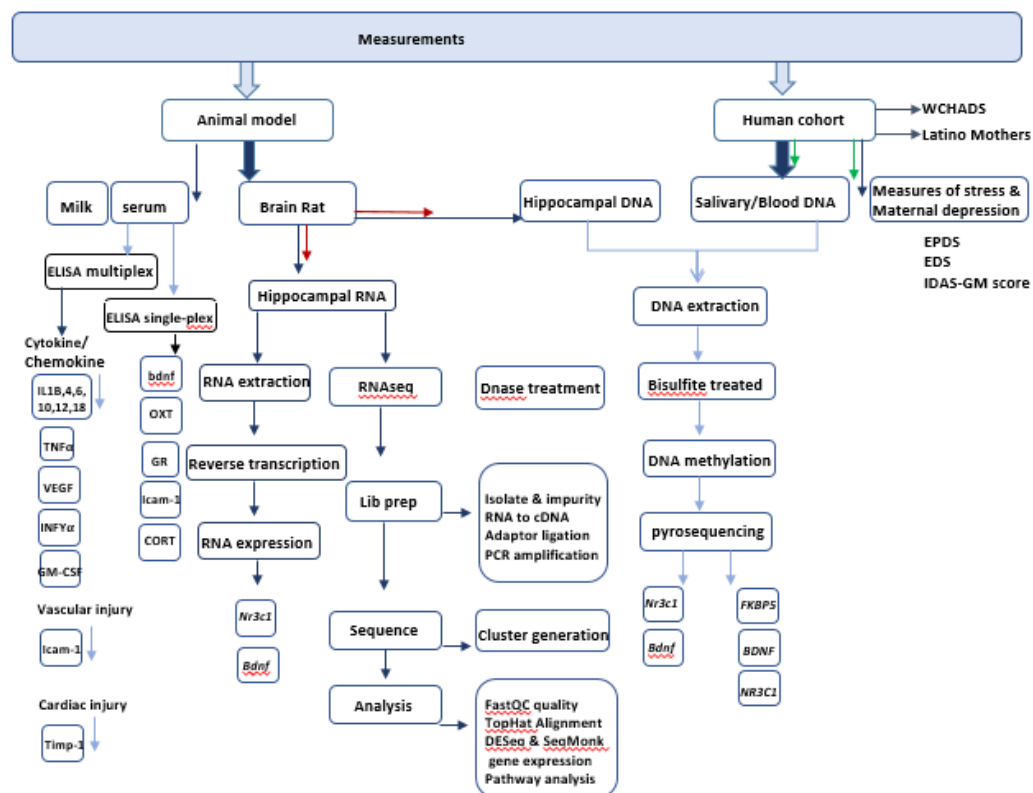 Measurements
Animal model
Human cohort
WCHADS
Latino Mothers
Milk
serum
Brain Rat
Hippocampal DNA
Salivary/Blood DNA
Measures of stress &
Maternal depression
EPDS
EDS
IDAS-GM score
ELISA multiplex
ELISA single-plex
Hippocampal RNA
DNA extraction
Cytokine/
Chemokine
IL1B,4,6,
10,12,18
TNFα
VEGF
INFYα
GM-CSF
Vascular injury
Icam-1
Cardiac injury
Timp-1
bdnf
OXT
GR
Icam-1
CORT
RNA extraction
Reverse transcription
RNA expression
Nr3c1
Bdnf
RNAseq
Dnase treatment
Lib prep
Isolate & impurity
RNA to cDNA
Adaptor ligation
PCR amplification
Sequence
Cluster generation
Analysis
FastQC quality
TopHat Alignment
DESeq & SeqMonk
gene expression
Pathway analysis
Bisulfite treated
DNA methylation
pyrosequencing
Nr3c1
Bdnf
FKBP5
BDNF
NR3C1